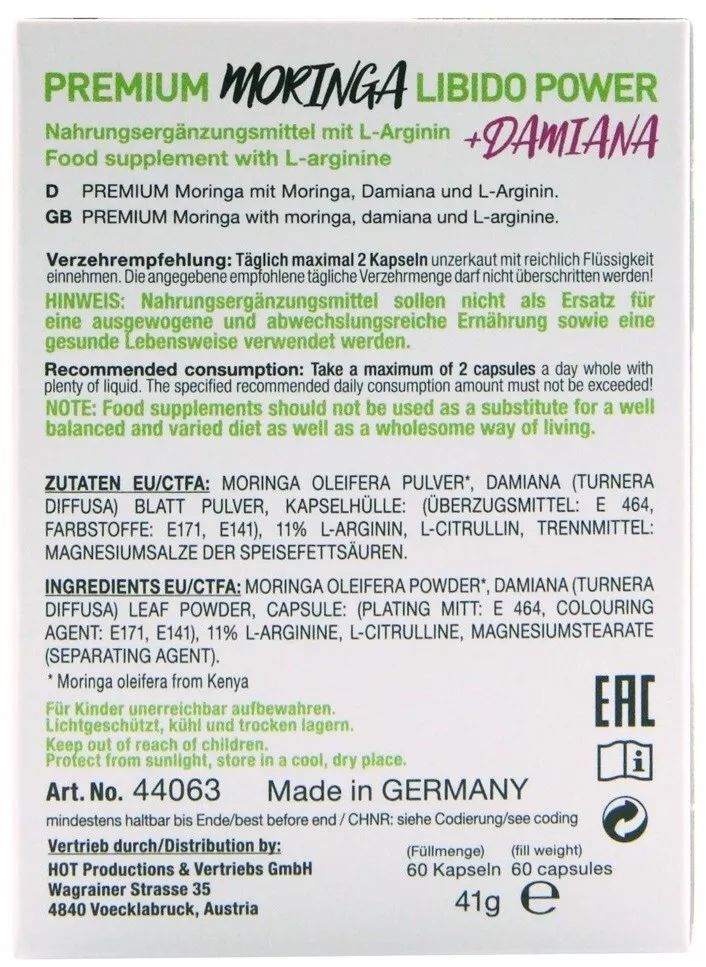 PREMIUM MORINGA LIBIDO POWER
+DAMIANA
Nahrungsergänzungsmittel mit L-Arginin
Food supplement with L-arginine
D PREMIUM Moringa mit Moringa, Damiana und L-Arginin.
GB PREMIUM Moringa with moringa, damiana und L-arginine.
Verzehrempfehlung: Täglich maximal 2 Kapseln unzerkaut mit reichlich Flüssigkeit
einnehmen. Die angegebene empfohlene tägliche Verzehrmenge darf nicht überschritten werden!
HINWEIS: Nahrungsergänzungsmittel sollen nicht als Ersatz für
eine ausgewogene und abwechslungsreiche Ernährung sowie eine
gesunde Lebensweise verwendet werden.
Recommended consumption: Take a maximum of 2 capsules a day whole with
plenty of liquid. The specified recommended daily consumption amount must not be exceeded!
NOTE: Food supplements should not be used as a substitute for a well
balanced and varied diet as well as a wholesome way of living.
ZUTATEN EU/CTFA: MORINGA OLEIFERA PULVER*, DAMIANA (TURNERA
DIFFUSA) BLATT PULVER, KAPSELHÜLLE: (ÜBERZUGSMITTEL: E 464,
FARBSTOFFE: E171, E141), 11% L-ARGININ, L-CITRULLIN, TRENNMITTEL:
MAGNESIUMSALZE DER SPEISEFETTSÄUREN.
INGREDIENTS EU/CTFA: MORINGA OLEIFERA POWDER*, DAMIANA (TURNERA
DIFFUSA) LEAF POWDER, CAPSULE: (PLATING MITT: E 464, COLOURING
AGENT: E171, E141), 11% L-ARGININE, L-CITRULLINE, MAGNESIUMSTEARATE
(SEPARATING AGENT).
* Moringa oleifera from Kenya
Für Kinder unerreichbar aufbewahren.
Lichtgeschützt, kühl und trocken lagern.
Keep out of reach of children.
Protect from sunlight, store in a cool, dry place.
EAC
i
Art. No. 44063 Made in GERMANY
mindestens haltbar bis Ende/best before end / CHNR: siehe Codierung/see coding
Vertrieb durch/Distribution by:
HOT Productions & Vertriebs GmbH
Wagrainer Strasse 35
4840 Voecklabruck, Austria
(Füllmenge) (fill weight)
60 Kapseln 60 capsules
41g e